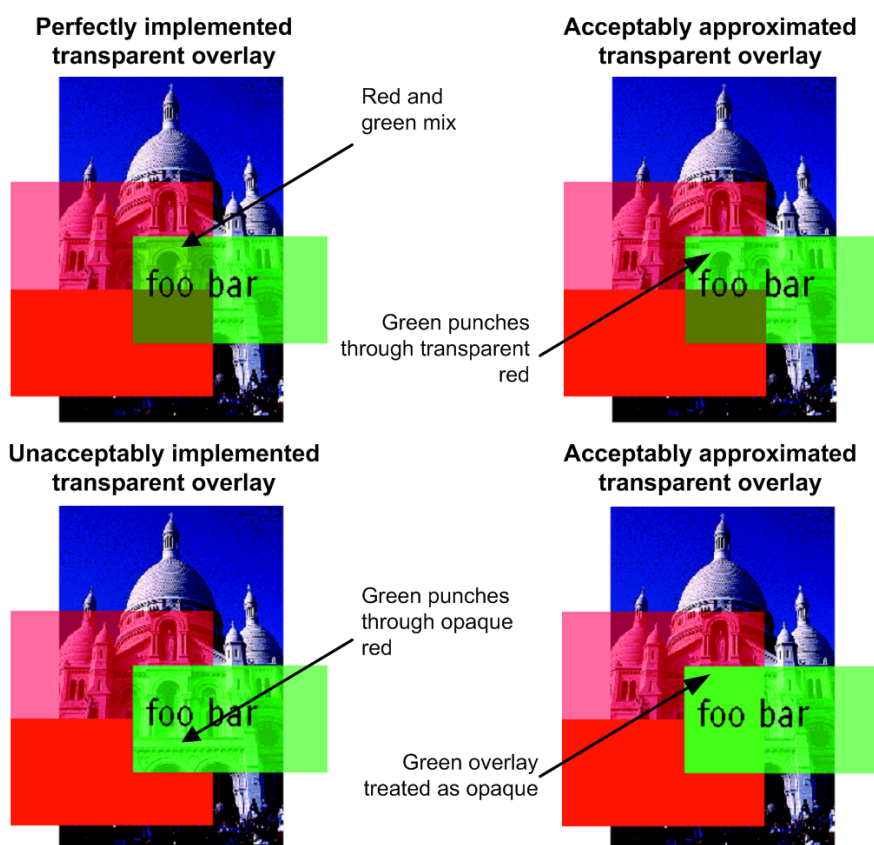 Perfectly implemented
transparent overlay
Acceptably approximated
transparent overlay
Red and
green mix
foo bar
foo bar
Green punches
through transparent
red
Unacceptably implemented
transparent overlay
Acceptably approximated
transparent overlay
Green punches
through opaque
red
foo bar
foo bar
Green overlay
treated as opaque